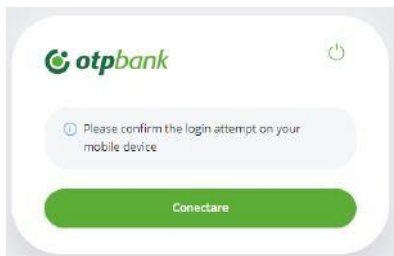 otpbank
Please confirm the login attempt on your
mobile device
Conectare